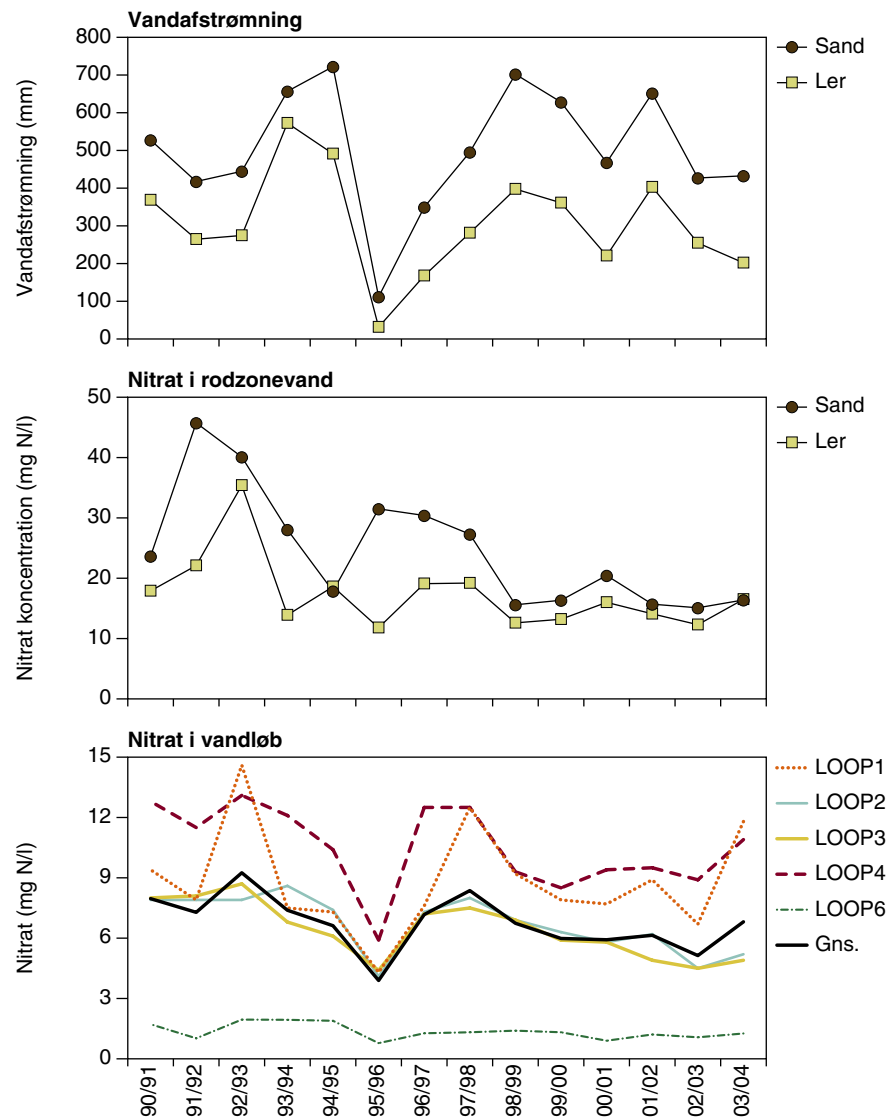 Vandafstrømning
Vandafstrømning (mm)
800
700
600
500
400
300
200
100
0
Sand
Ler
Nitrat i rodzonevand
Nitrat koncentration (mg N/l)
50
40
30
20
10
0
Sand
Ler
Nitrat i vandløb
Nitrat (mg N/l)
15
12
9
6
3
0
LOOP1
LOOP2
LOOP3
LOOP4
LOOP6
Gns.
90/91
91/92
92/93
93/94
94/95
95/96
96/97
97/98
98/99
99/00
00/01
01/02
02/03
03/04